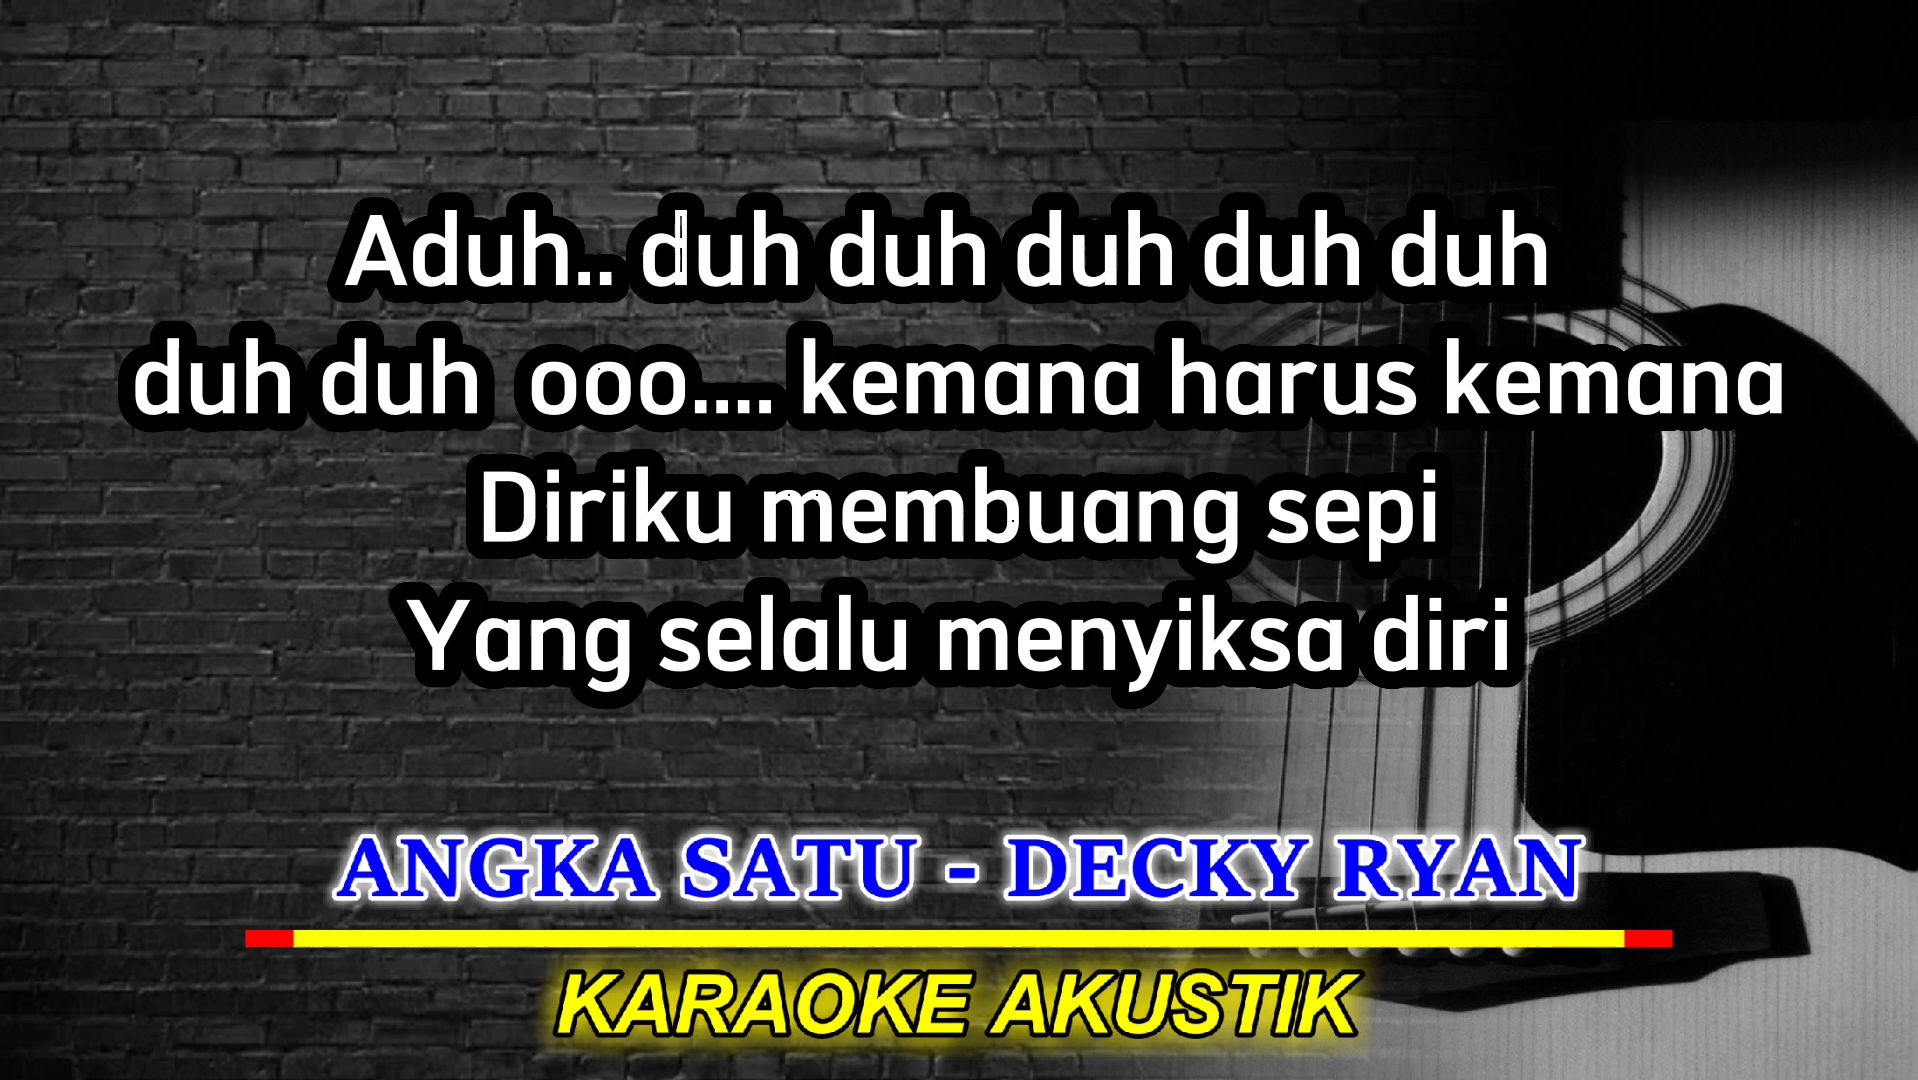 Aduh.. duh duh duh duh duh
duh duh ooo.... kemana harus kemana
Diriku membuang sepi
Yang selalu menyiksa diri
ANGKA SATU - DECKY RYAN
KARAOKE AKUSTIK